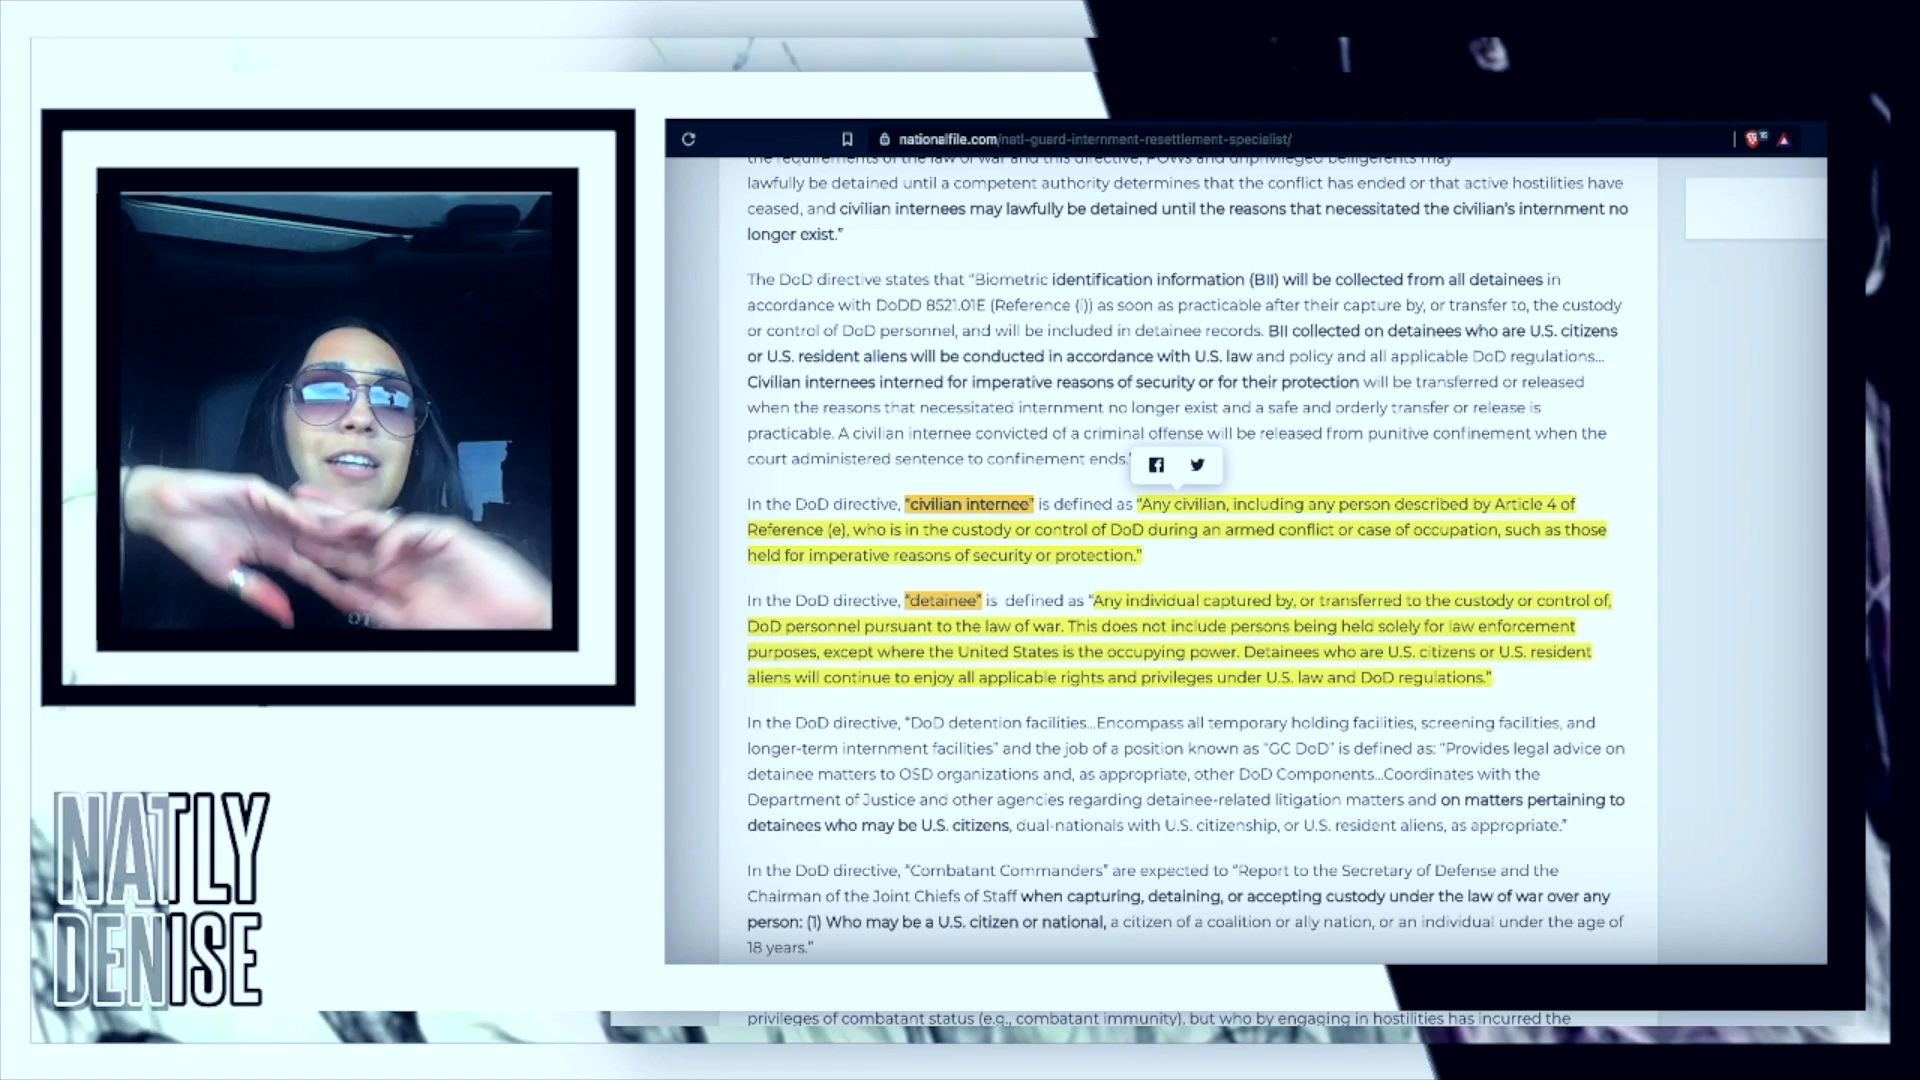 nationalfile.com/natl-guard-internment-resettlement-specialist/
the requirements of the law of war and this directive, POWs and unprivileged belligerents may
lawfully be detained until a competent authority determines that the conflict has ended or that active hostilities have
ceased, and civilian internees may lawfully be detained until the reasons that necessitated the civilian's internment no
longer exist.”
The DoD directive states that “Biometric identification information (BII) will be collected from all detainees in
accordance with DoDD 8521.01E (Reference (i)) as soon as practicable after their capture by, or transfer to, the custody
or control of DoD personnel, and will be included in detainee records. BII collected on detainees who are U.S. citizens
or U.S. resident aliens will be conducted in accordance with U.S. law and policy and all applicable DoD regulations...
Civilian internees interned for imperative reasons of security or for their protection will be transferred or released
when the reasons that necessitated internment no longer exist and a safe and orderly transfer or release is
practicable. A civilian internee convicted of a criminal offense will be released from punitive confinement when the
court administered sentence to confinement ends.”
In the DoD directive, “civilian internee” is defined as “Any civilian, including any person described by Article 4 of
Reference (e), who is in the custody or control of DoD during an armed conflict or case of occupation, such as those
held for imperative reasons of security or protection.”
In the DoD directive, “detainee” is defined as “Any individual captured by, or transferred to the custody or control of,
DoD personnel pursuant to the law of war. This does not include persons being held solely for law enforcement
purposes, except where the United States is the occupying power. Detainees who are U.S. citizens or U.S. resident
aliens will continue to enjoy all applicable rights and privileges under U.S. law and DoD regulations.”
In the DoD directive, “DoD detention facilities...Encompass all temporary holding facilities, screening facilities, and
longer-term internment facilities” and the job of a position known as “GC DoD” is defined as: “Provides legal advice on
detainee matters to OSD organizations and, as appropriate, other DoD Components...Coordinates with the
Department of Justice and other agencies regarding detainee-related litigation matters and on matters pertaining to
detainees who may be U.S. citizens, dual-nationals with U.S. citizenship, or U.S. resident aliens, as appropriate.”
In the DoD directive, “Combatant Commanders” are expected to “Report to the Secretary of Defense and the
Chairman of the Joint Chiefs of Staff when capturing, detaining, or accepting custody under the law of war over any
person: (1) Who may be a U.S. citizen or national, a citizen of a coalition or ally nation, or an individual under the age of
18 years.”
privileges of combatant status (e.g., combatant immunity), but who by engaging in hostilities has incurred the
NATLY
DENISE